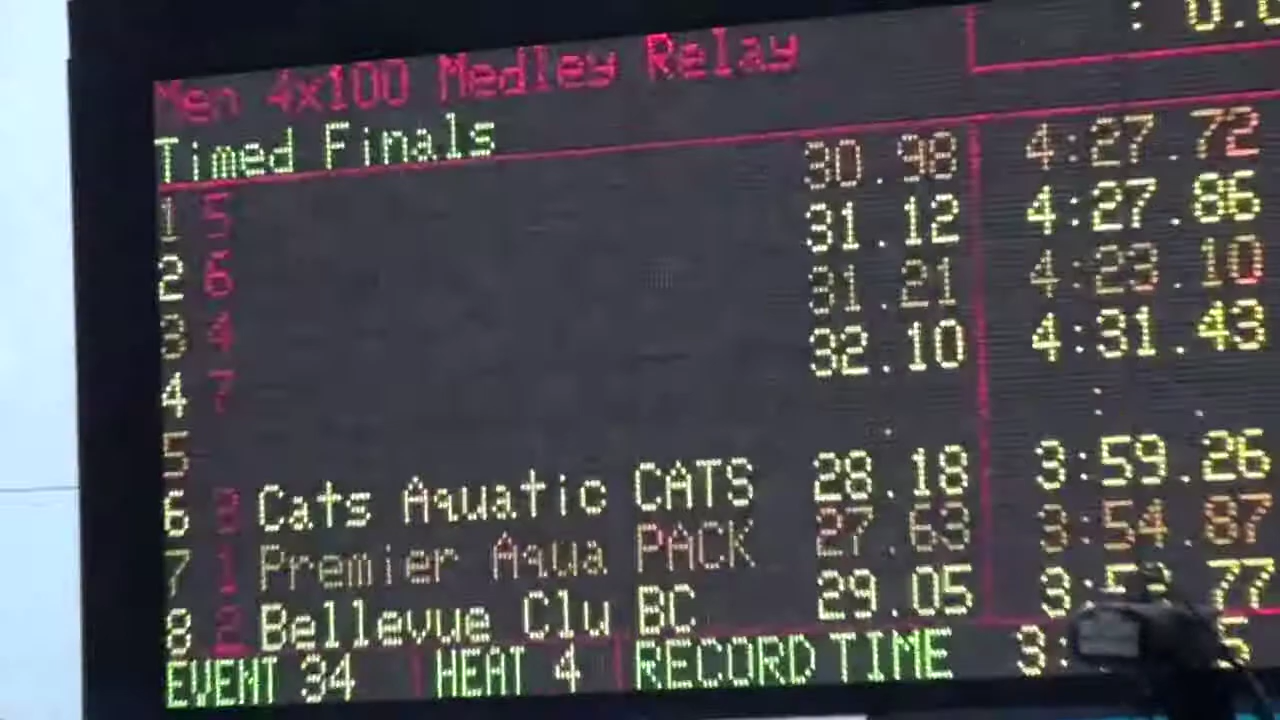 : 0.0
Men 4x100 Medley Relay
Timed Finals
1 5 30.98 4:27.72
2 6 31.12 4:27.86
3 4 31.21 4:23.10
4 7 32.10 4:31.43
5 . : .
6 3 Cats Aquatic CATS 28.18 3:59.26
7 1 Premier Aqua PACK 27.63 3:54.87
8 2 Bellevue Clu BC 29.05
EVENT 34 HEAT 4 RECORD TIME